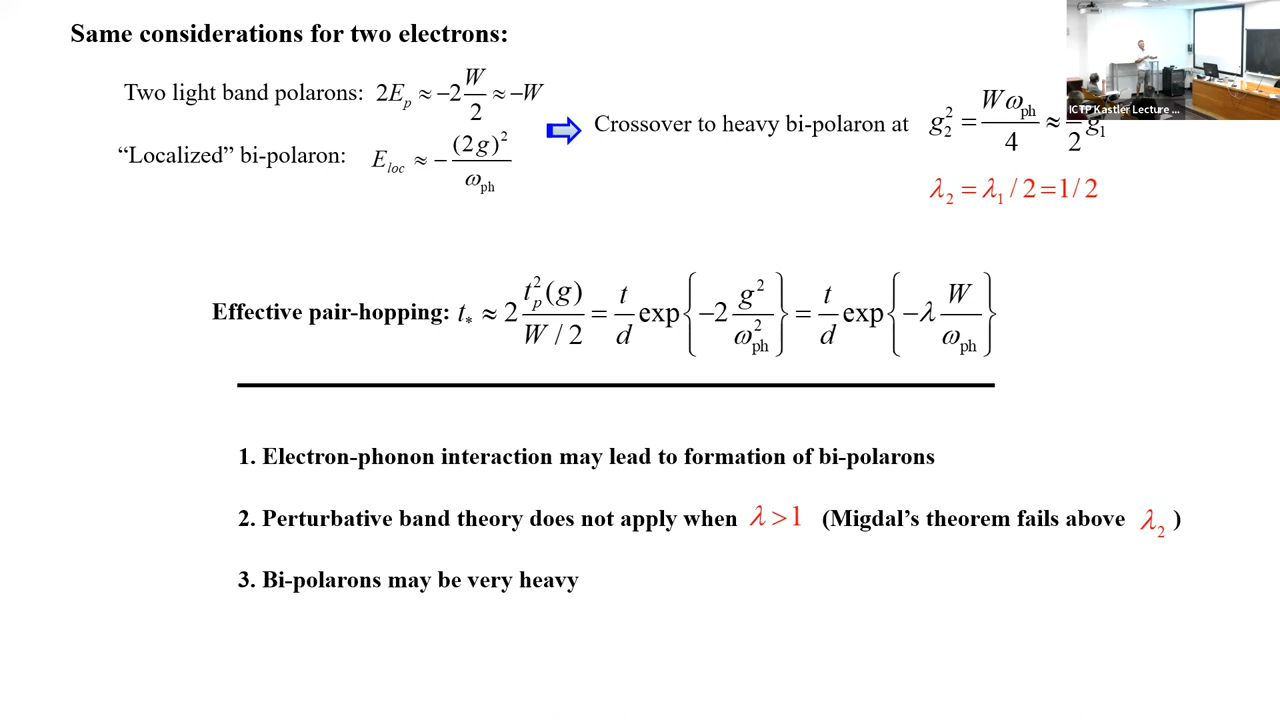 Same considerations for two electrons:
Two light band polarons: 2E_p ≈ −2 W/2 ≈ −W
“Localized” bi-polaron: E_loc ≈ − (2g)²/ω_ph
Crossover to heavy bi-polaron at g₂² = Wω_ph/4 ≈ /2 g₁
λ₂ = λ₁ / 2 = 1/2
ICTP Kastler Lecture ...
Effective pair-hopping: t_* ≈ 2 t_p²(g)/(W / 2) = t/d exp{−2 g²/ω_ph²} = t/d exp{−λ W/ω_ph}
1. Electron-phonon interaction may lead to formation of bi-polarons
2. Perturbative band theory does not apply when λ > 1 (Migdal’s theorem fails above λ₂ )
3. Bi-polarons may be very heavy